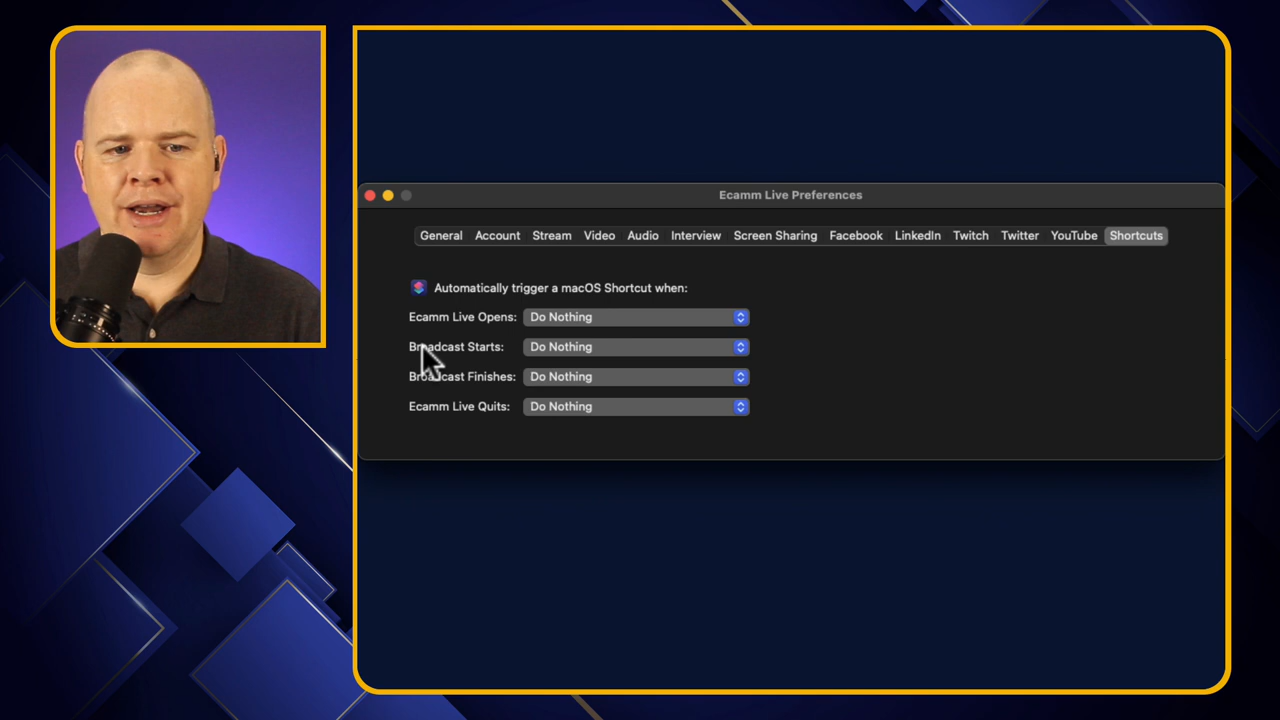 Ecamm Live Preferences
General Account Stream Video Audio Interview Screen Sharing Facebook LinkedIn Twitch Twitter YouTube Shortcuts
Automatically trigger a macOS Shortcut when:
Ecamm Live Opens: Do Nothing
Broadcast Starts: Do Nothing
Broadcast Finishes: Do Nothing
Ecamm Live Quits: Do Nothing